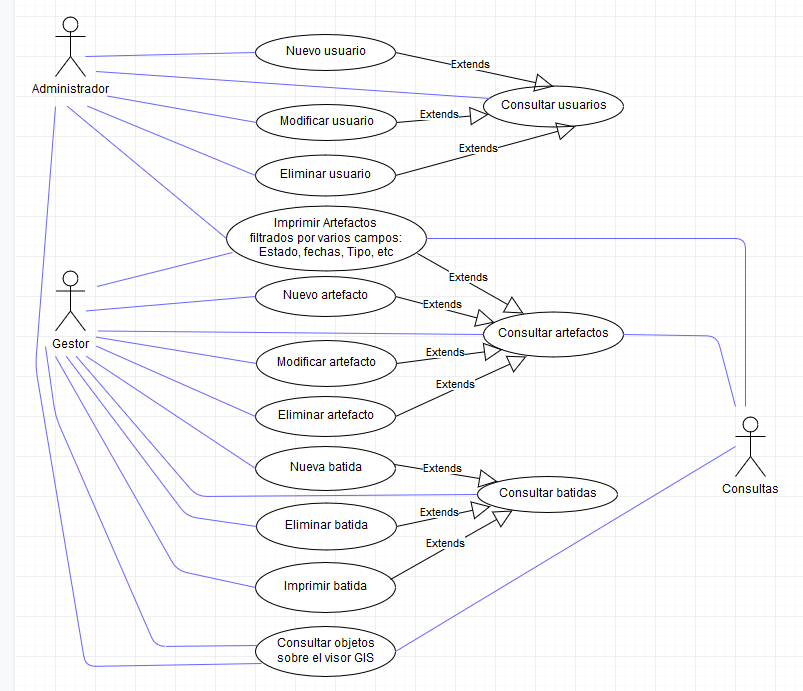 Nuevo usuario
Extends
Administrador
Consultar usuarios
Modificar usuario
Extends
Extends
Eliminar usuario
Imprimir Artefactos
filtrados por varios campos:
Estado, fechas, Tipo, etc
Extends
Nuevo artefacto
Extends
Gestor
Consultar artefactos
Modificar artefacto
Extends
Extends
Eliminar artefacto
Nueva batida
Extends
Consultar batidas
Consultas
Extends
Eliminar batida
Extends
Imprimir batida
Consultar objetos
sobre el visor GIS